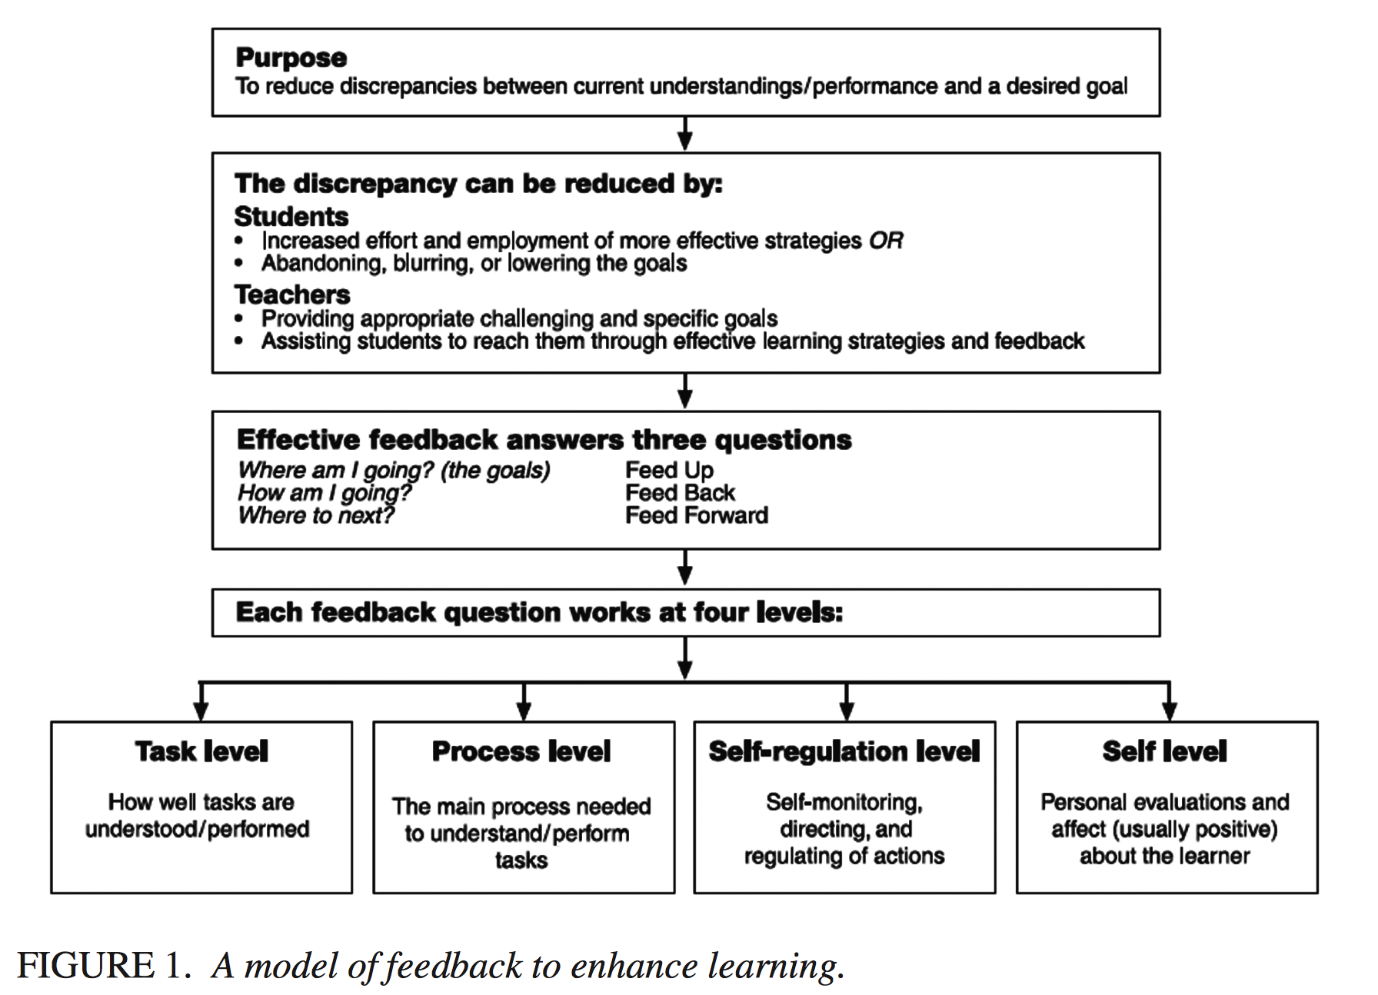 Purpose
To reduce discrepancies between current understandings/performance and a desired goal
The discrepancy can be reduced by:
Students
• Increased effort and employment of more effective strategies OR
• Abandoning, blurring, or lowering the goals
Teachers
• Providing appropriate challenging and specific goals
• Assisting students to reach them through effective learning strategies and feedback
Effective feedback answers three questions
Where am I going? (the goals) Feed Up
How am I going? Feed Back
Where to next? Feed Forward
Each feedback question works at four levels:
Task level
How well tasks are
understood/performed
Process level
The main process needed
to understand/perform
tasks
Self-regulation level
Self-monitoring,
directing, and
regulating of actions
Self level
Personal evaluations and
affect (usually positive)
about the learner
FIGURE 1. A model of feedback to enhance learning.